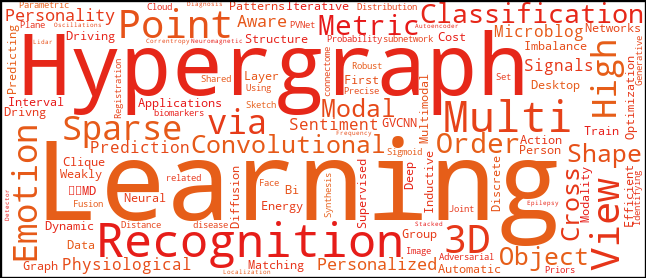 Parametric
Cloud
Diagnosis
Patterns
Iterative
Distribution
Autoencoder
Classification
Personality
Point
Aware
PVNet
Metric
Plane
Oscillations
Correntropy
Neuromagnetic
Probability
subnetwork
Cost
Microblog
Networks
Driving
Structure
Imbalance
Lidar
Predicting
Hypergraph
connectome
Robust
Set
Signals
High
Optimization
Generative
Shared
Layer
First
Precise
Using
Desktop
Interval
Applications
Registration
Sketch
Modal
Multimodal
Multi
Drivng
biomarkers
Sparse
via
Sentiment
GVCNN
Train
Frequency
Emotion
Prediction
Convolutional
Sigmoid
Order
Action
Person
Shape
Clique
Weakly
Learning
Supervised
Deep
Inductive
Discrete
Cross
Modality
View
Efficient
Identifying
MD
related
Diffusion
Face
Bi
Synthesis
Neural
Energy
Fusion
Joint
Epilepsy
Detector
Dynamic
Distance
disease
Stacked
Recognition
Group
3D
Data
Image
Object
Adversarial
Graph
Physiological
Matching
Personalized
Automatic
Priors
Localization